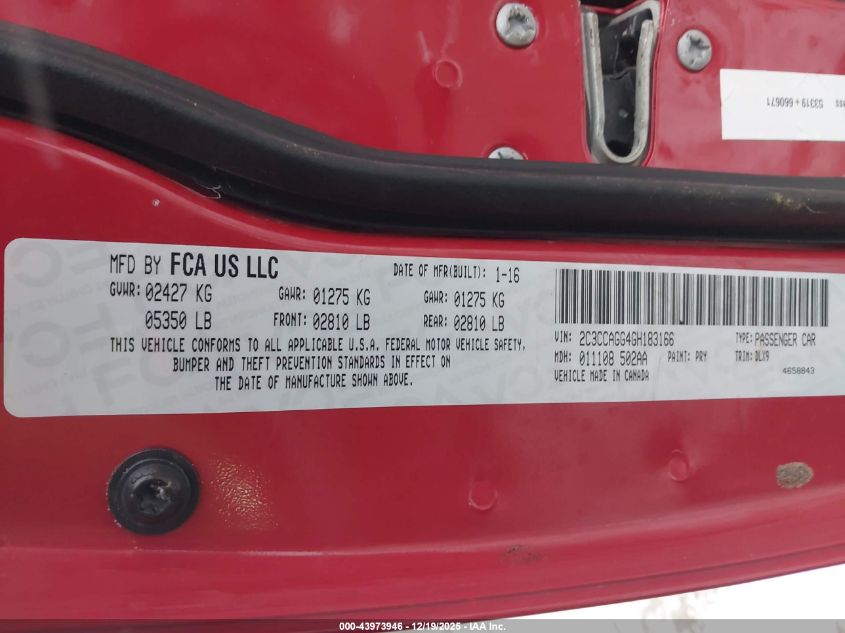 53319+660671
MFD BY FCA US LLC
DATE OF MFR(BUILT): 1-16
GVWR: 02427 KG
GAWR: 01275 KG
GAWR: 01275 KG
05350 LB
FRONT: 02810 LB
REAR: 02810 LB
THIS VEHICLE CONFORMS TO ALL APPLICABLE U.S.A. FEDERAL MOTOR VEHICLE SAFETY,
BUMPER AND THEFT PREVENTION STANDARDS IN EFFECT ON
THE DATE OF MANUFACTURE SHOWN ABOVE.
VIN: 2C3CCAGG4GH183166
TYPE: PASSENGER CAR
MDH: 011108 502AA
PAINT: PRY
TRIM: DLX9
VEHICLE MADE IN CANADA
4658843
000-43973946 - 12/19/2025 - IAA Inc.